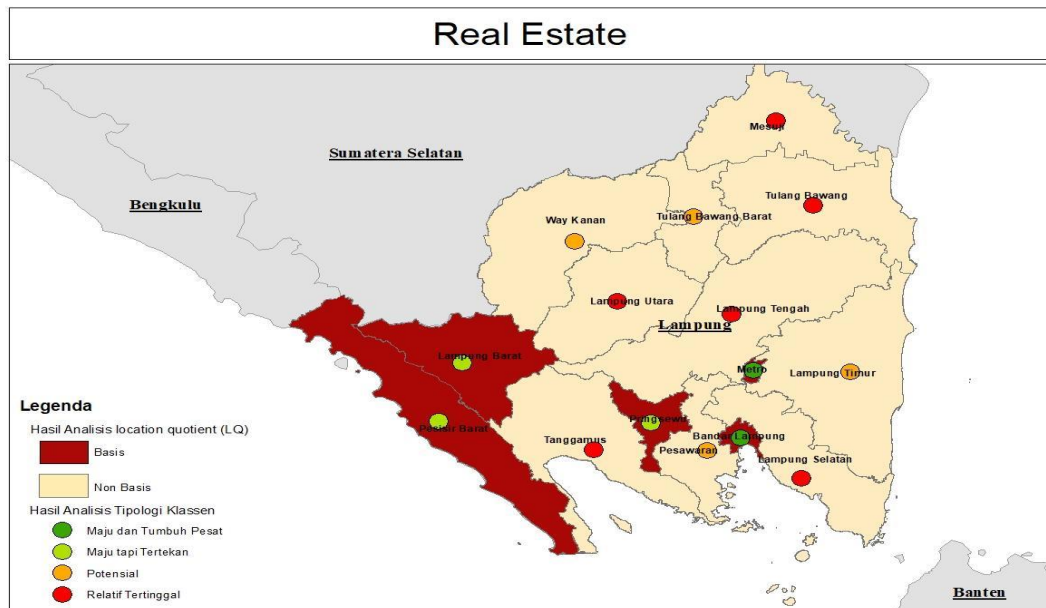 Real Estate
Mesuji
Sumatera Selatan
Bengkulu
Tulang Bawang
Way Kanan
Tulang Bawang Barat
Lampung Utara
Lampung Tengah
Lampung
Lampung Barat
Metro
Lampung Timur
Legenda
Hasil Analisis location quotient (LQ)
Pesisir Barat
Pringsewu
Tanggamus
Bandar Lampung
Pesawaran
Lampung Selatan
Basis
Non Basis
Hasil Analisis Tipologi Klassen
Maju dan Tumbuh Pesat
Maju tapi Tertekan
Potensial
Relatif Tertinggal
Banten